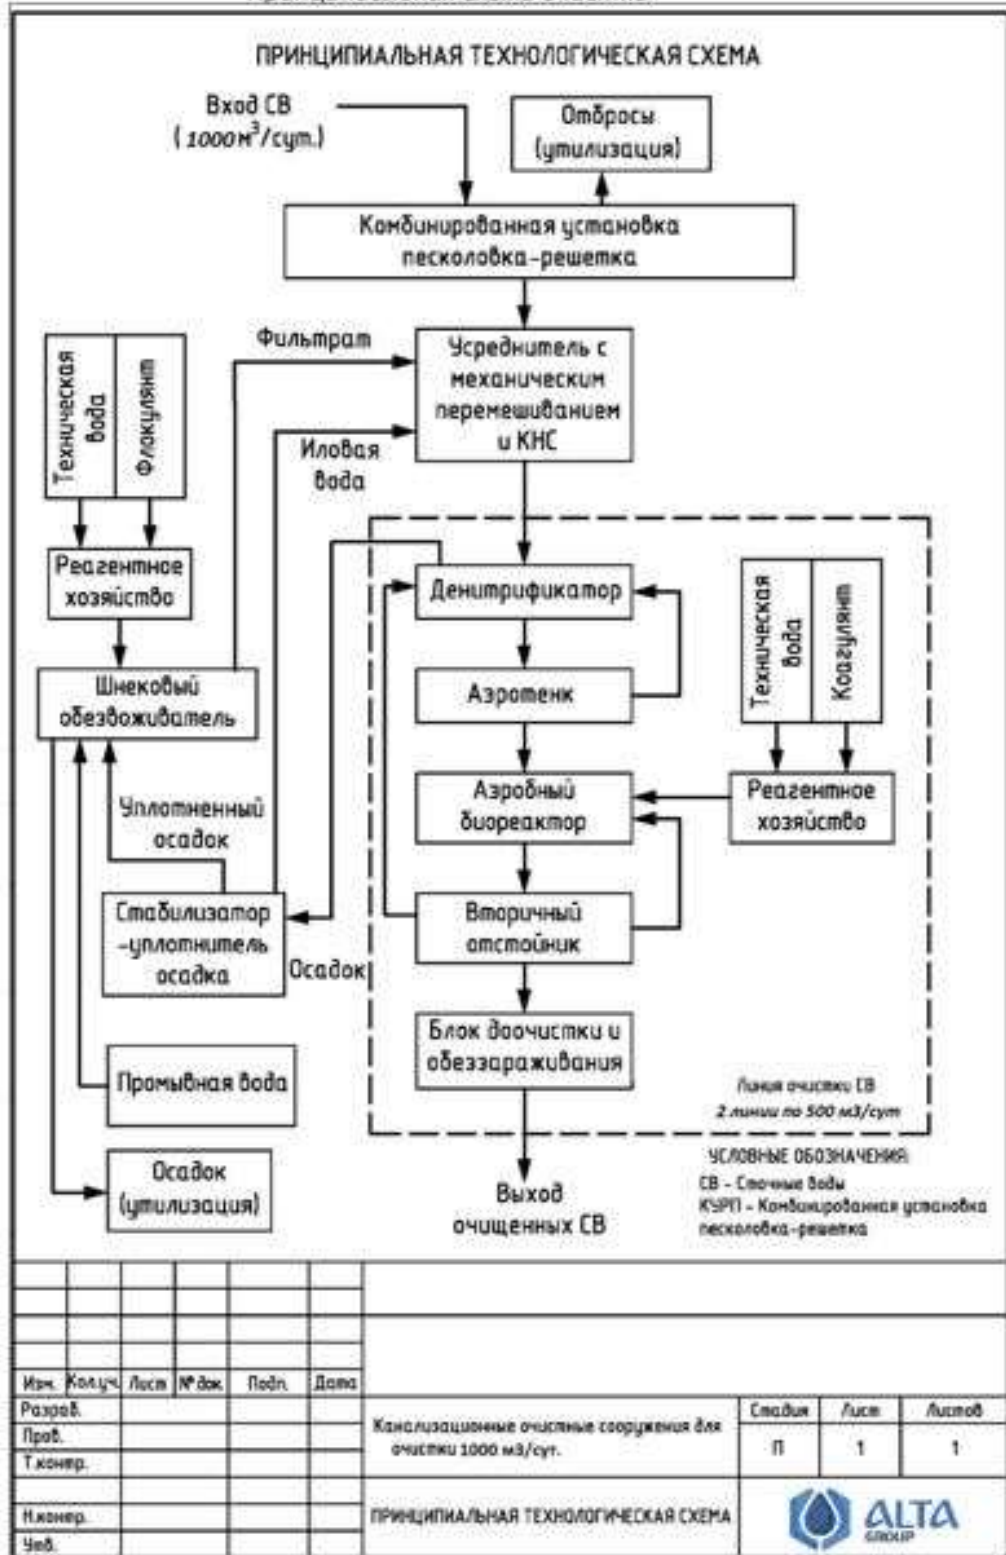 ПРИНЦИПИАЛЬНАЯ ТЕХНОЛОГИЧЕСКАЯ СХЕМА
Вход СВ
(1000м³/сут.)
Отбросы
(утилизация)
Комбинированная установка
песколовка-решетка
Фильтрат
Усреднитель с
механическим
перемешиванием
и КНС
Техническая
вода
Флокулянт
Иловая
вода
Реагентное
хозяйство
Денитрификатор
Техническая
вода
Коагулянт
Шнековый
обезвоживатель
Аэротенк
Аэробный
биореактор
Реагентное
хозяйство
Уплотненный
осадок
Стабилизатор
-уплотнитель
осадка
Осадок
Вторичный
отстойник
Блок доочистки и
обеззараживания
Промывная вода
Линия очистки СВ
2 линии по 500 м3/сут
Осадок
(утилизация)
Выход
очищенных СВ
УСЛОВНЫЕ ОБОЗНАЧЕНИЯ:
СВ - Сточные воды
КУРП - Комбинированная установка
песколовка-решетка
Изм. Кол.уч. Лист № док. Подп. Дата
Разраб.
Пров.
Т.контр.
Н.контр.
Утв.
Канализационные очистные сооружения для
очистки 1000 м3/сут.
Стадия Лист Листов
П 1 1
ПРИНЦИПИАЛЬНАЯ ТЕХНОЛОГИЧЕСКАЯ СХЕМА
ALTA
GROUP